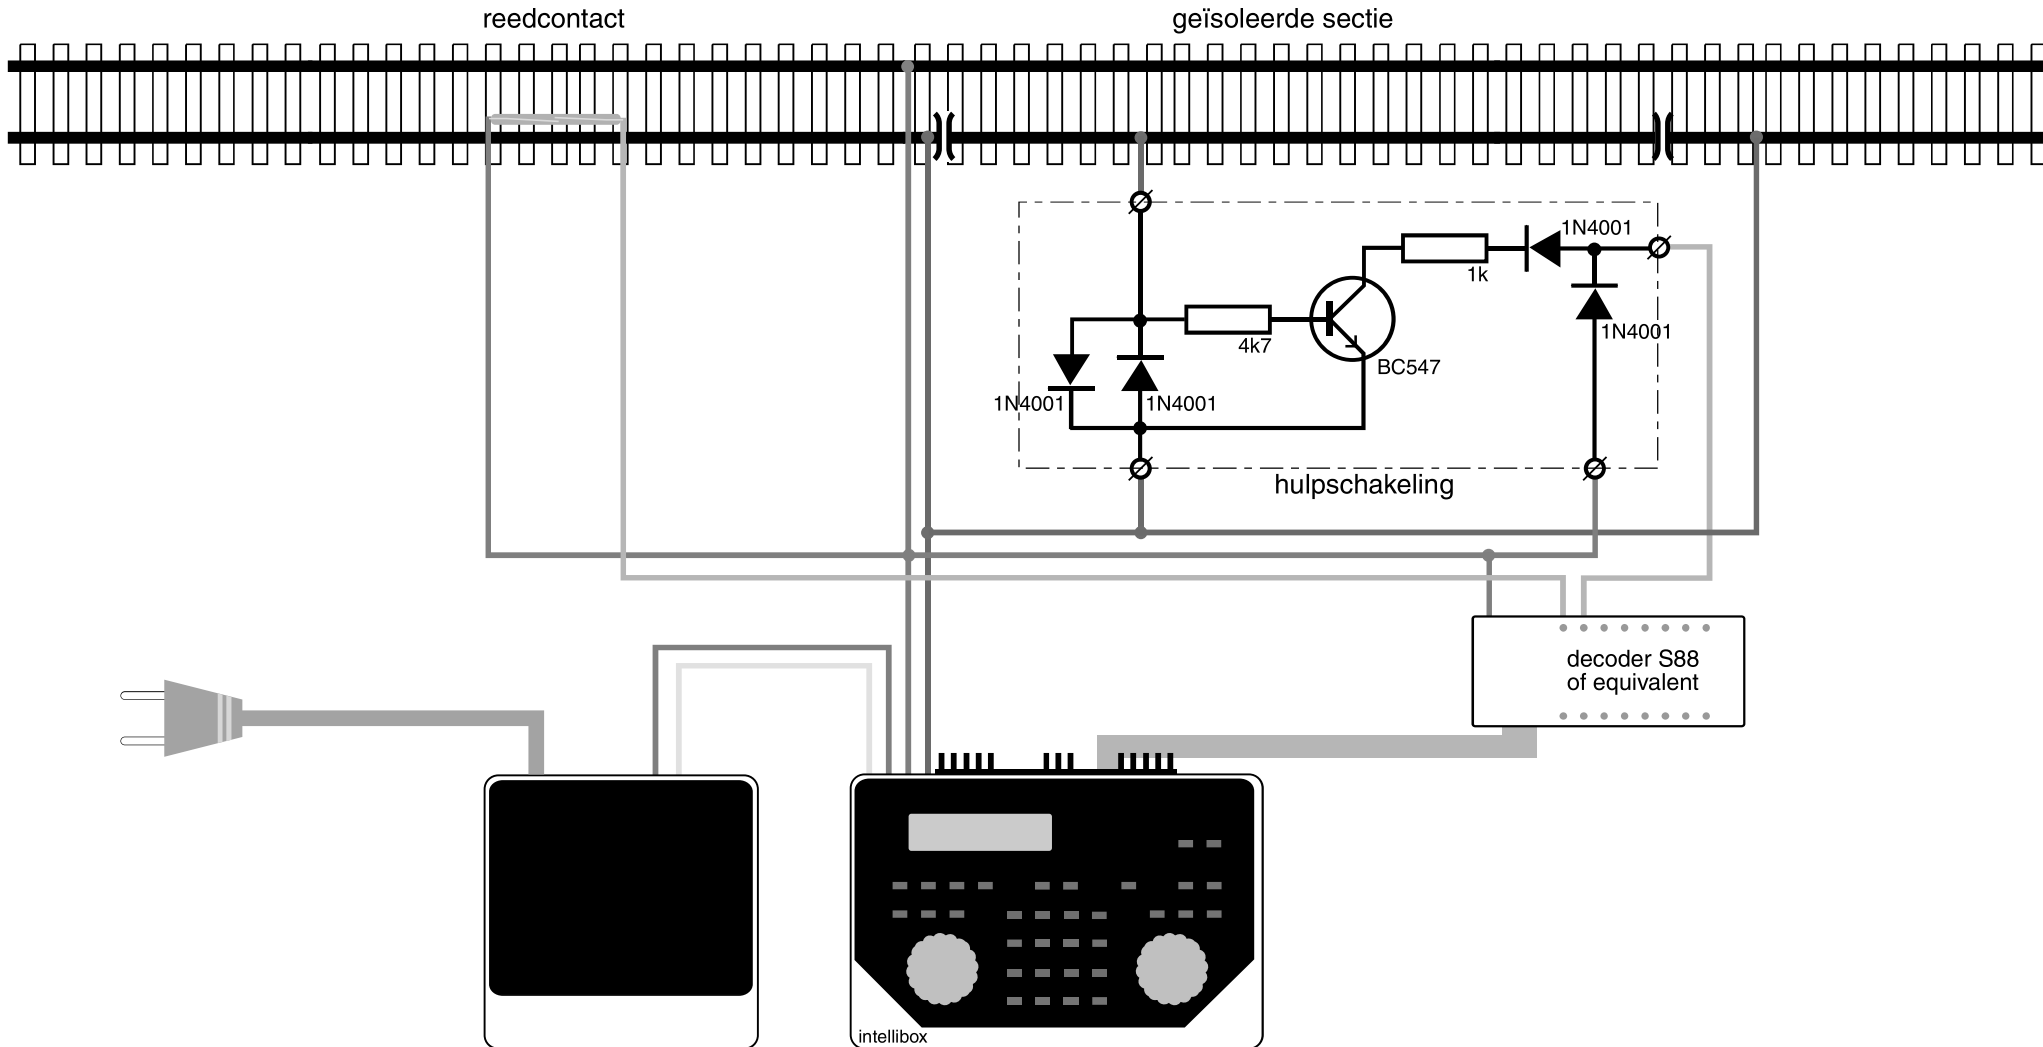 reedcontact
geïsoleerde sectie
1N4001
1k
1N4001
4k7
BC547
1N4001
1N4001
hulpschakeling
decoder S88
of equivalent
intellibox